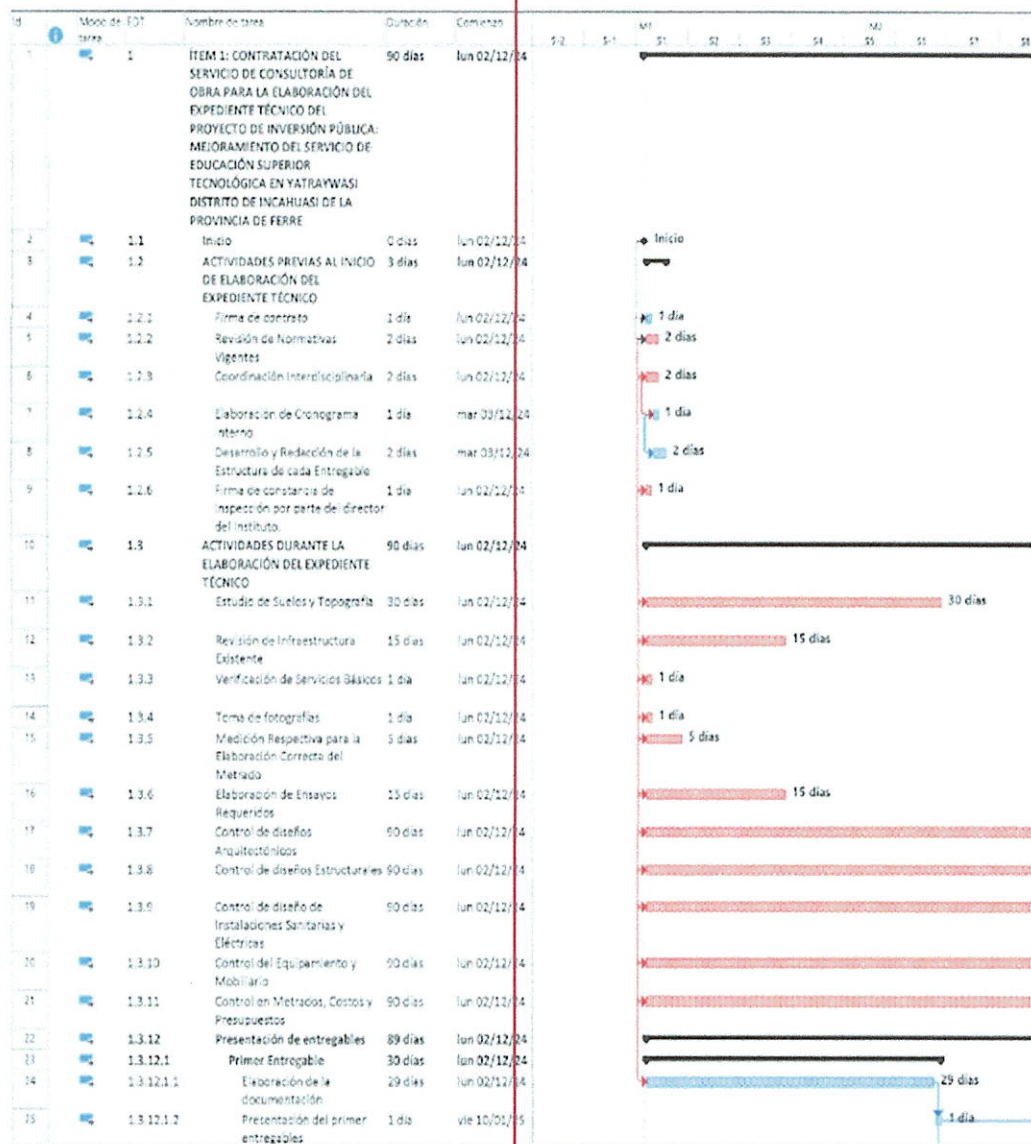 Id Modo de tarea EDT Nombre de tarea Duración Comienzo M1 M2
S-2 S-1 S1 S2 S3 S4 S5 S6 S7 S8
1 1 ITEM 1: CONTRATACIÓN DEL 90 días lun 02/12/24
SERVICIO DE CONSULTORÍA DE
OBRA PARA LA ELABORACIÓN DEL
EXPEDIENTE TÉCNICO DEL
PROYECTO DE INVERSIÓN PÚBLICA:
MEJORAMIENTO DEL SERVICIO DE
EDUCACIÓN SUPERIOR
TECNOLÓGICA EN YATRAYWASI
DISTRITO DE INCAHUASI DE LA
PROVINCIA DE FERRE
2 1.1 Inicio 0 días lun 02/12/24 Inicio
3 1.2 ACTIVIDADES PREVIAS AL INICIO 3 días lun 02/12/24
DE ELABORACIÓN DEL
EXPEDIENTE TÉCNICO
4 1.2.1 Firma de contrato 1 día lun 02/12/24 1 día
5 1.2.2 Revisión de Normativas 2 días lun 02/12/24 2 días
Vigentes
6 1.2.3 Coordinación Interdisciplinaria 2 días lun 02/12/24 2 días
7 1.2.4 Elaboración de Cronograma 1 día mar 03/12/24 1 día
Interno
8 1.2.5 Desarrollo y Redacción de la 2 días mar 03/12/24 2 días
Estructura de cada Entregable
9 1.2.6 Firma de constancia de 1 día lun 02/12/24 1 día
Inspección por parte del director
del Instituto.
10 1.3 ACTIVIDADES DURANTE LA 90 días lun 02/12/24
ELABORACIÓN DEL EXPEDIENTE
TÉCNICO
11 1.3.1 Estudio de Suelos y Topografía 30 días lun 02/12/24 30 días
12 1.3.2 Revisión de Infraestructura 15 días lun 02/12/24 15 días
Existente
13 1.3.3 Verificación de Servicios Básicos 1 día lun 02/12/24 1 día
14 1.3.4 Toma de fotografías 1 día lun 02/12/24 1 día
15 1.3.5 Medición Respectiva para la 5 días lun 02/12/24 5 días
Elaboración Correcta del
Metrado
16 1.3.6 Elaboración de Ensayos 15 días lun 02/12/24 15 días
Requeridos
17 1.3.7 Control de diseños 90 días lun 02/12/24
Arquitectónicos
18 1.3.8 Control de diseños Estructurales 90 días lun 02/12/24
19 1.3.9 Control de diseño de 90 días lun 02/12/24
Instalaciones Sanitarias y
Eléctricas
20 1.3.10 Control del Equipamiento y 90 días lun 02/12/24
Mobiliario
21 1.3.11 Control en Metrados, Costos y 90 días lun 02/12/24
Presupuestos
22 1.3.12 Presentación de entregables 89 días lun 02/12/24
23 1.3.12.1 Primer Entregable 30 días lun 02/12/24
24 1.3.12.1.1 Elaboración de la 29 días lun 02/12/24 29 días
documentación
25 1.3.12.1.2 Presentación del primer 1 día vie 10/01/25 1 día
entregables